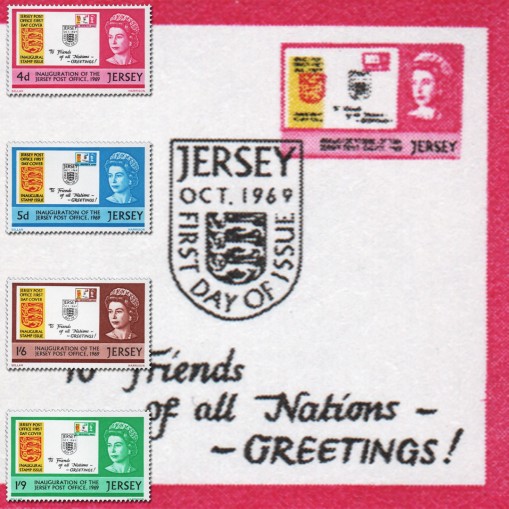 JERSEY POST
OFFICE FIRST
DAY COVER
INAUGURAL
STAMP ISSUE
To Friends
of all Nations -
- GREETINGS!
4d
INAUGURATION OF THE
JERSEY POST OFFICE, 1969
JERSEY
JERSEY POST
OFFICE FIRST
DAY COVER
INAUGURAL
STAMP ISSUE
To Friends
of all Nations -
- GREETINGS!
5d
INAUGURATION OF THE
JERSEY POST OFFICE, 1969
JERSEY
JERSEY POST
OFFICE FIRST
DAY COVER
INAUGURAL
STAMP ISSUE
To Friends
of all Nations -
- GREETINGS!
1'6
INAUGURATION OF THE
JERSEY POST OFFICE, 1969
JERSEY
JERSEY POST
OFFICE FIRST
DAY COVER
INAUGURAL
STAMP ISSUE
To Friends
of all Nations -
- GREETINGS!
1'9
INAUGURATION OF THE
JERSEY POST OFFICE, 1969
JERSEY
JERSEY
JERSEY
OCT. 1969
FIRST DAY OF ISSUE
To Friends
of all Nations -
- GREETINGS!